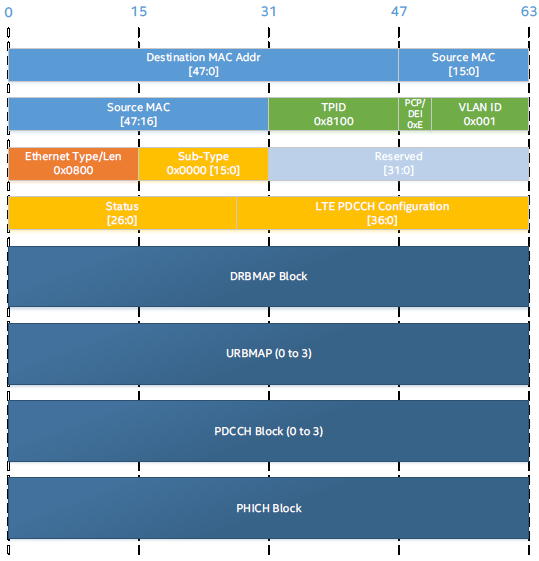 0 15 31 47 63
Destination MAC Addr
[47:0]
Source MAC
[15:0]
Source MAC
[47:16]
TPID
0x8100
PCP/
DEI
0xE
VLAN ID
0x001
Ethernet Type/Len
0x0800
Sub-Type
0x0000 [15:0]
Reserved
[31:0]
Status
[26:0]
LTE PDCCH Configuration
[36:0]
DRBMAP Block
URBMAP (0 to 3)
PDCCH Block (0 to 3)
PHICH Block